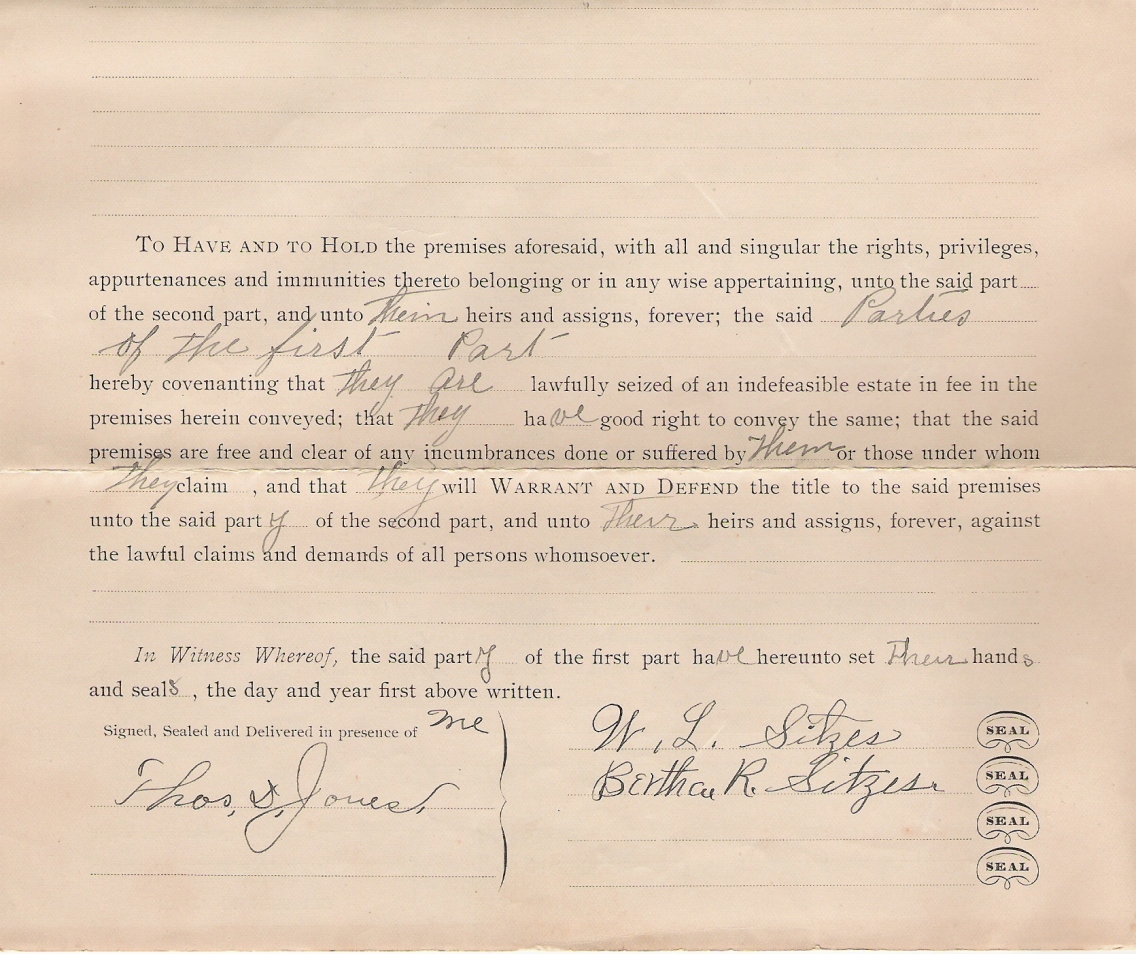 TO HAVE AND TO HOLD the premises aforesaid, with all and singular the rights, privileges,
appurtenances and immunities thereto belonging or in any wise appertaining, unto the said part
of the second part, and unto Their heirs and assigns, forever; the said Parties
of the first Part
hereby covenanting that they are lawfully seized of an indefeasible estate in fee in the
premises herein conveyed; that they have good right to convey the same; that the said
premises are free and clear of any incumbrances done or suffered by Them or those under whom
they claim , and that they will WARRANT AND DEFEND the title to the said premises
unto the said party of the second part, and unto Their heirs and assigns, forever, against
the lawful claims and demands of all persons whomsoever.
In Witness Whereof, the said party of the first part have hereunto set Their hands
and seals , the day and year first above written.
Signed, Sealed and Delivered in presence of me
W. L. Sitzes SEAL
Bertha R. Sitzes SEAL
Thos. D. Jones.
SEAL
SEAL